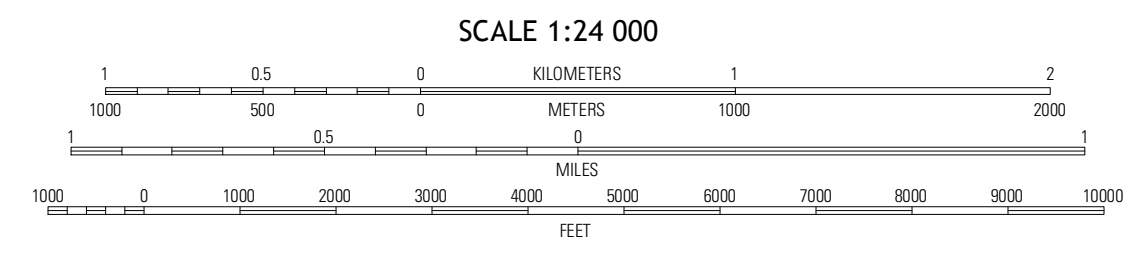 SCALE 1:24 000
1 0.5 0 KILOMETERS 1 2
1000 500 0 METERS 1000 2000
1 0.5 0 1
MILES
1000 0 1000 2000 3000 4000 5000 6000 7000 8000 9000 10000
FEET